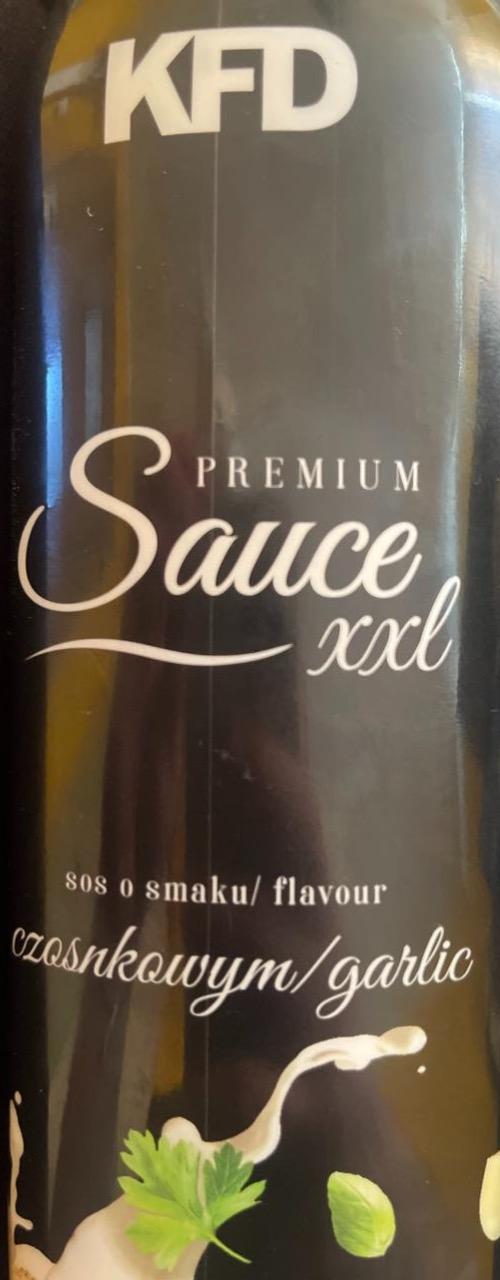 KFD
PREMIUM
Sauce
xxl
sos o smaku/ flavour
czosnkowym/garlic